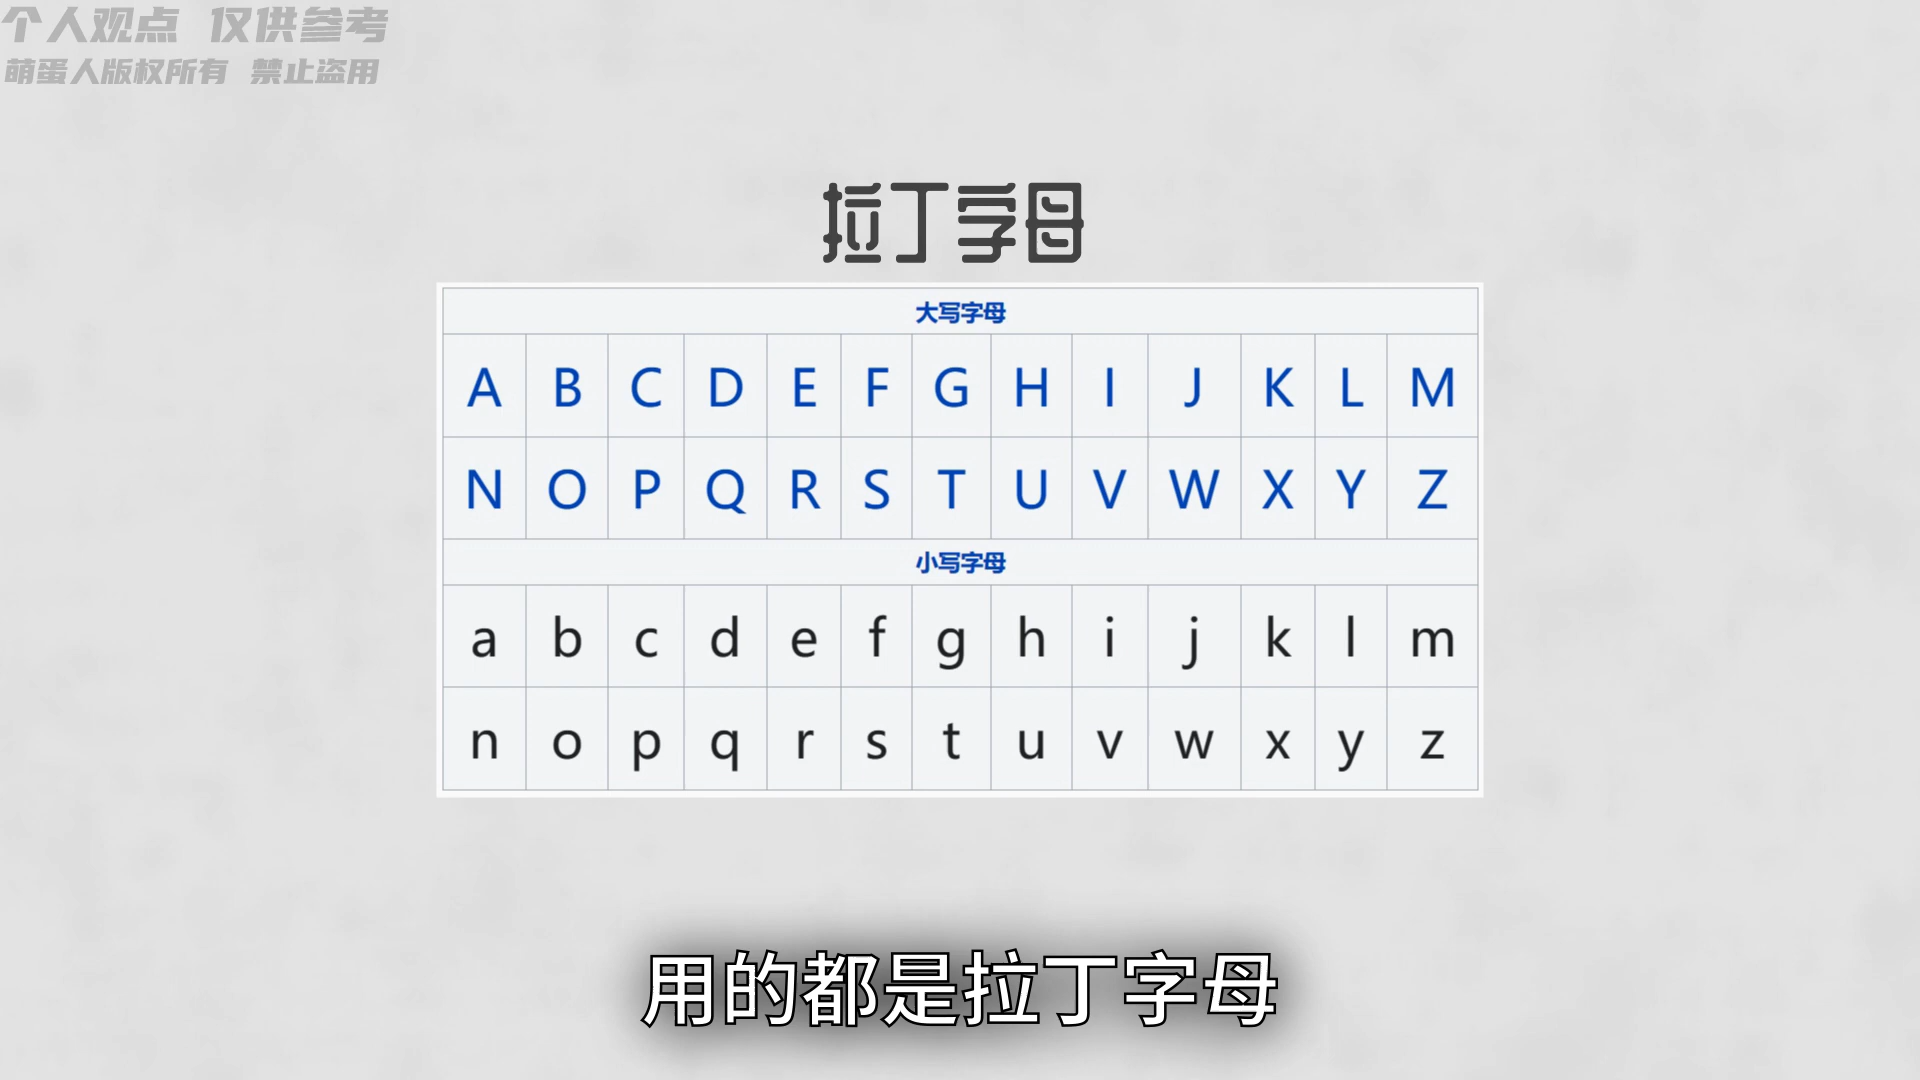 个人观点 仅供参考
萌蛋人版权所有 禁止盗用
拉丁字母
大写字母
A B C D E F G H I J K L M
N O P Q R S T U V W X Y Z
小写字母
a b c d e f g h i j k l m
n o p q r s t u v w x y z
用的都是拉丁字母